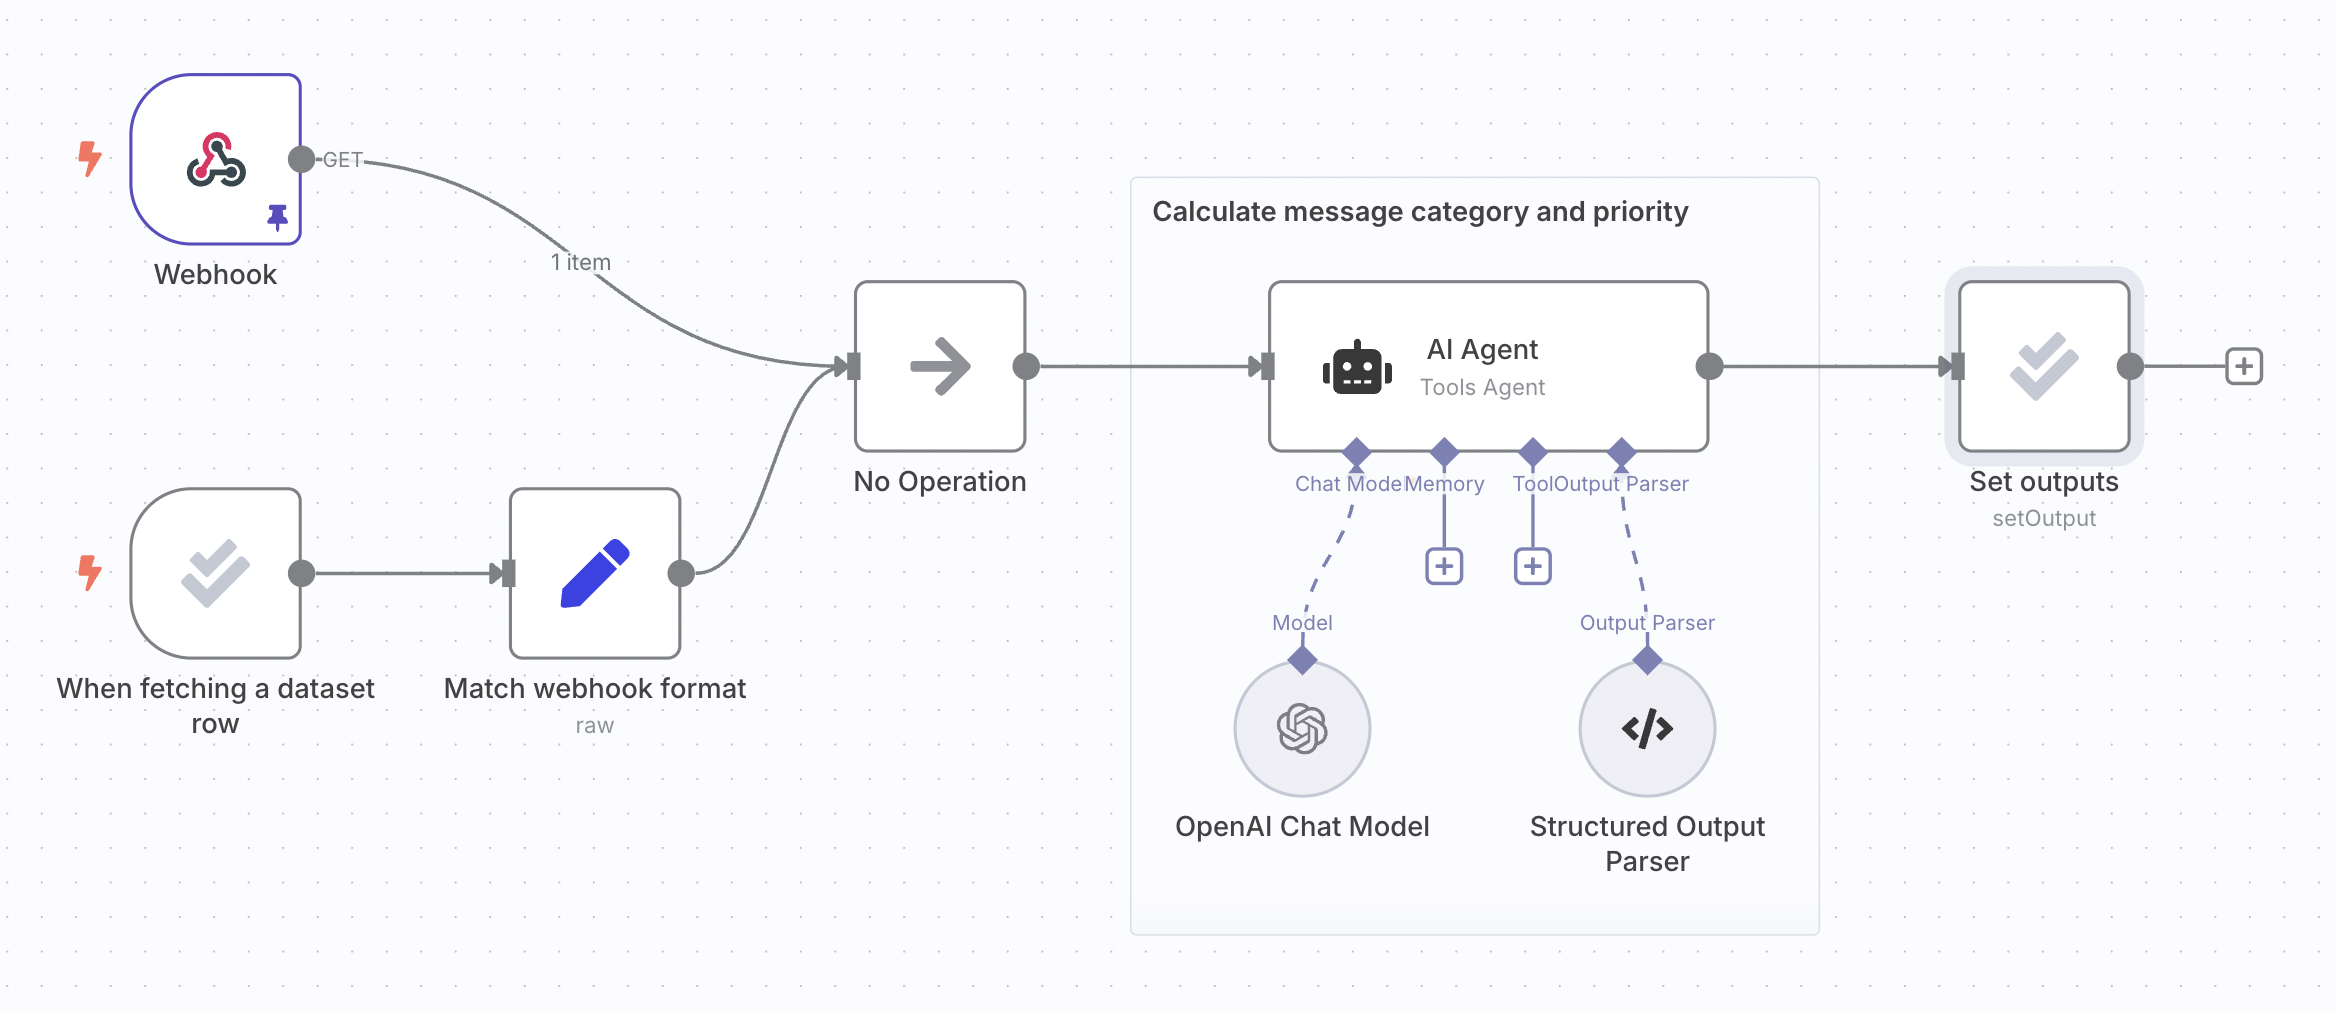 GET
Webhook
1 item
Calculate message category and priority
No Operation
AI Agent
Tools Agent
Chat Model
Memory
Tool
Output Parser
Set outputs
setOutput
When fetching a dataset
row
Match webhook format
raw
Model
Output Parser
OpenAI Chat Model
Structured Output
Parser